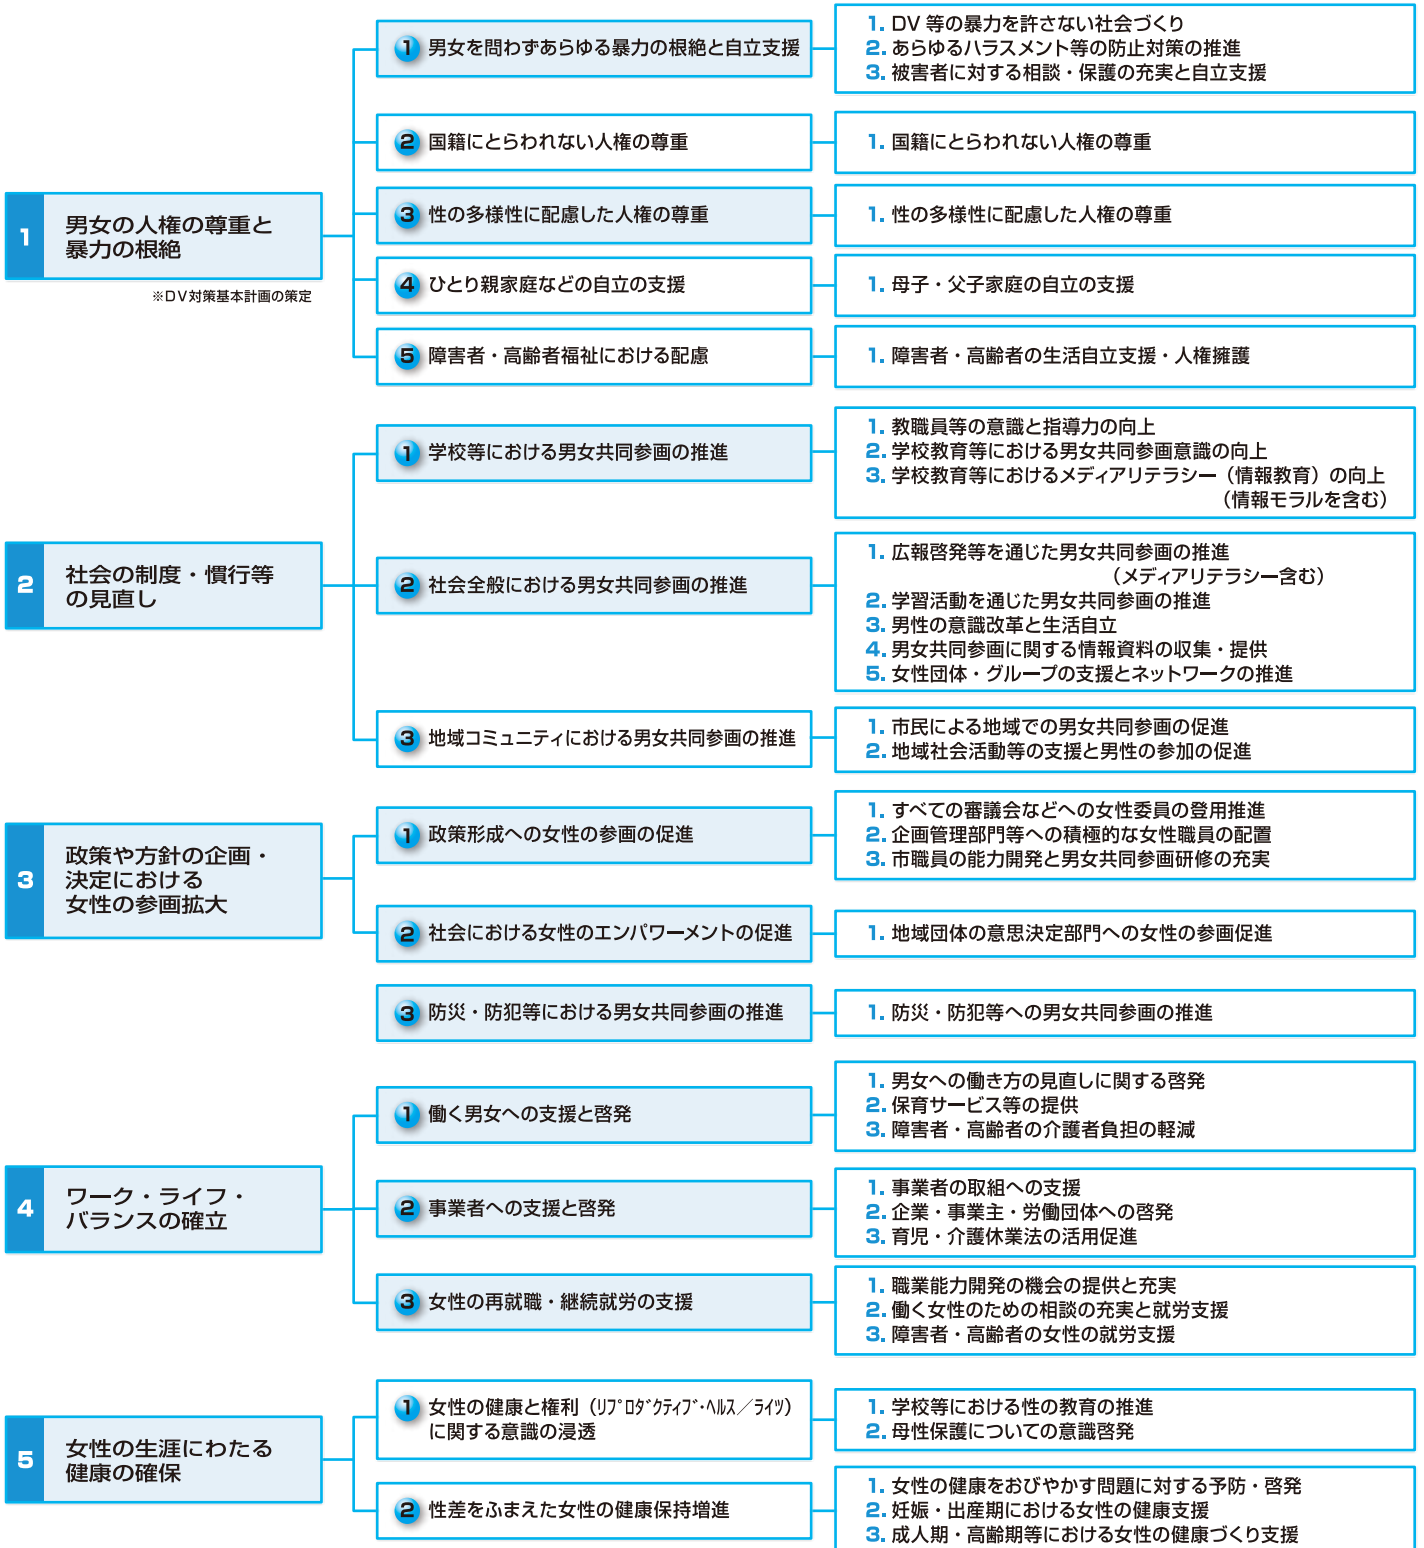 1 男女の人権の尊重と
暴力の根絶
※DV対策基本計画の策定
1 男女を問わずあらゆる暴力の根絶と自立支援
1. DV 等の暴力を許さない社会づくり
2. あらゆるハラスメント等の防止対策の推進
3. 被害者に対する相談・保護の充実と自立支援
2 国籍にとらわれない人権の尊重
1. 国籍にとらわれない人権の尊重
3 性の多様性に配慮した人権の尊重
1. 性の多様性に配慮した人権の尊重
4 ひとり親家庭などの自立の支援
1. 母子・父子家庭の自立の支援
5 障害者・高齢者福祉における配慮
1. 障害者・高齢者の生活自立支援・人権擁護
2 社会の制度・慣行等
の見直し
1 学校等における男女共同参画の推進
1. 教職員等の意識と指導力の向上
2. 学校教育等における男女共同参画意識の向上
3. 学校教育等におけるメディアリテラシー（情報教育）の向上
（情報モラルを含む）
2 社会全般における男女共同参画の推進
1. 広報啓発等を通じた男女共同参画の推進
（メディアリテラシー含む）
2. 学習活動を通じた男女共同参画の推進
3. 男性の意識改革と生活自立
4. 男女共同参画に関する情報資料の収集・提供
5. 女性団体・グループの支援とネットワークの推進
3 地域コミュニティにおける男女共同参画の推進
1. 市民による地域での男女共同参画の促進
2. 地域社会活動等の支援と男性の参加の促進
3 政策や方針の企画・
決定における
女性の参画拡大
1 政策形成への女性の参画の促進
1. すべての審議会などへの女性委員の登用推進
2. 企画管理部門等への積極的な女性職員の配置
3. 市職員の能力開発と男女共同参画研修の充実
2 社会における女性のエンパワーメントの促進
1. 地域団体の意思決定部門への女性の参画促進
3 防災・防犯等における男女共同参画の推進
1. 防災・防犯等への男女共同参画の推進
4 ワーク・ライフ・
バランスの確立
1 働く男女への支援と啓発
1. 男女への働き方の見直しに関する啓発
2. 保育サービス等の提供
3. 障害者・高齢者の介護者負担の軽減
2 事業者への支援と啓発
1. 事業者の取組への支援
2. 企業・事業主・労働団体への啓発
3. 育児・介護休業法の活用促進
3 女性の再就職・継続就労の支援
1. 職業能力開発の機会の提供と充実
2. 働く女性のための相談の充実と就労支援
3. 障害者・高齢者の女性の就労支援
5 女性の生涯にわたる
健康の確保
1 女性の健康と権利（ﾘﾌﾟﾛﾀﾞｸﾃｨﾌﾞ･ﾍﾙｽ／ﾗｲﾂ）
に関する意識の浸透
1. 学校等における性の教育の推進
2. 母性保護についての意識啓発
2 性差をふまえた女性の健康保持増進
1. 女性の健康をおびやかす問題に対する予防・啓発
2. 妊娠・出産期における女性の健康支援
3. 成人期・高齢期等における女性の健康づくり支援